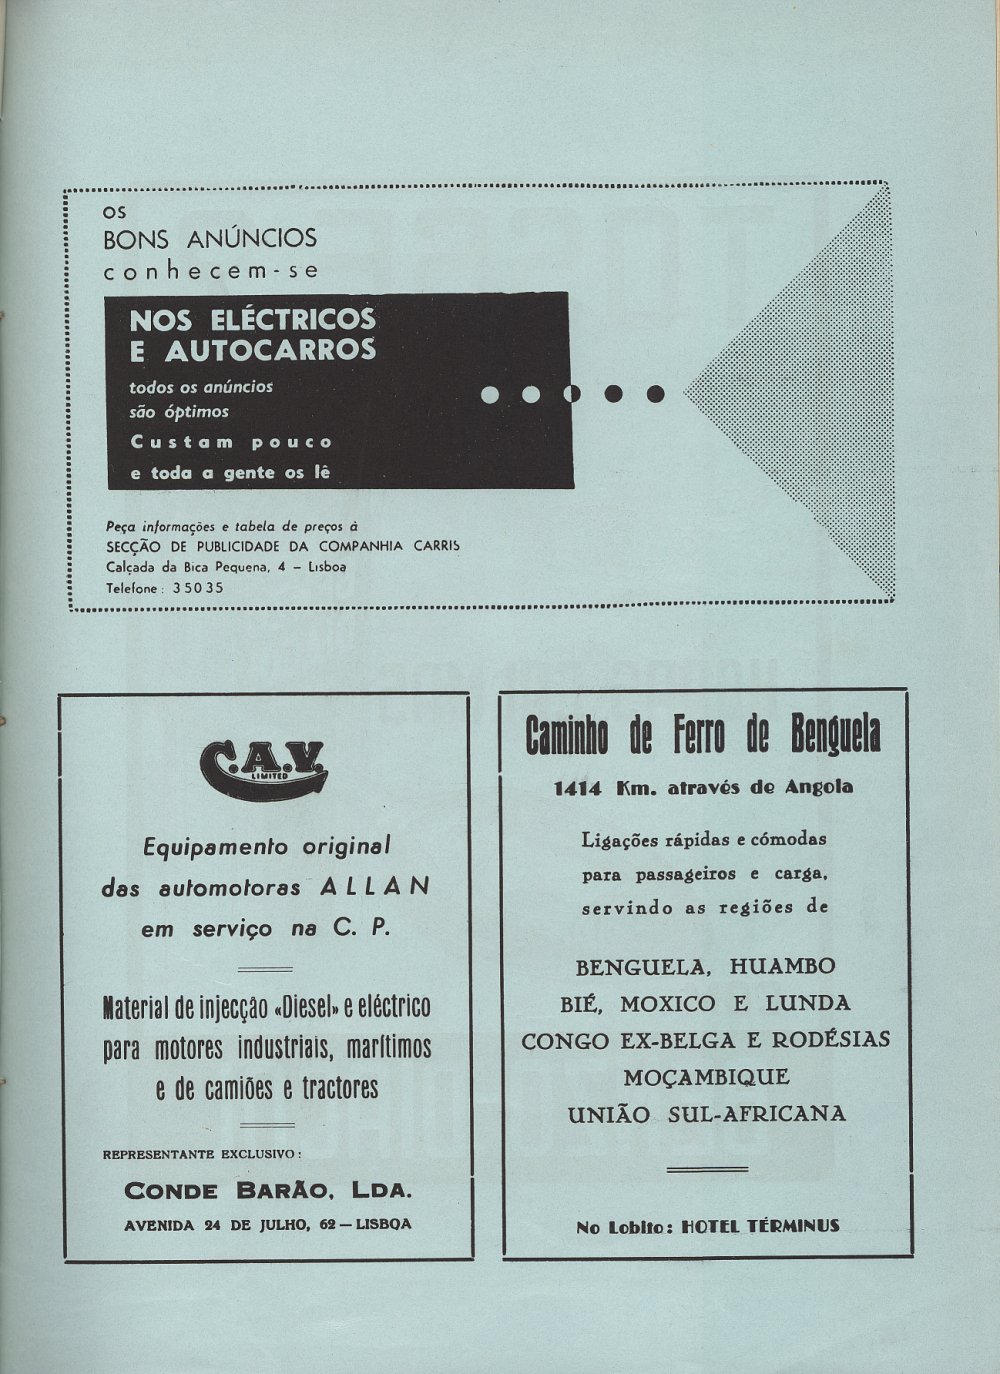 OS
BONS ANÚNCIOS
conhecem-se
NOS ELÉCTRICOS
E AUTOCARROS
todos os anúncios
são óptimos
Custam pouco
e toda a gente os lê
Peça informações e tabela de preços à
SECÇÃO DE PUBLICIDADE DA COMPANHIA CARRIS
Calçada da Bica Pequena, 4 – Lisboa
Telefone: 35035
C.A.V.
LIMITED
Equipamento original
das automotoras ALLAN
em serviço na C. P.
Material de injecção «Diesel» e eléctrico
para motores industriais, marítimos
e de camiões e tractores
REPRESENTANTE EXCLUSIVO:
CONDE BARÃO, LDA.
AVENIDA 24 DE JULHO, 62 — LISBOA
Caminho de Ferro de Benguela
1414 Km. através de Angola
Ligações rápidas e cómodas
para passageiros e carga,
servindo as regiões de
BENGUELA, HUAMBO
BIÉ, MOXICO E LUNDA
CONGO EX-BELGA E RODÉSIAS
MOÇAMBIQUE
UNIÃO SUL-AFRICANA
No Lobito: HOTEL TÉRMINUS